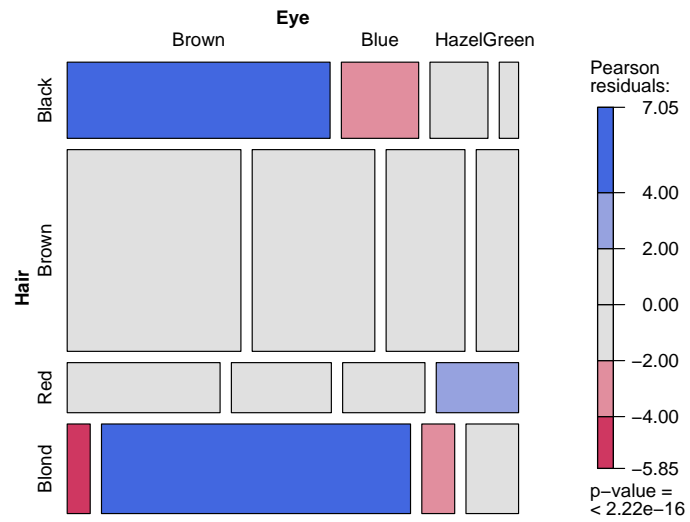 Eye
Brown Blue HazelGreen
Hair
Black
Brown
Red
Blond
Pearson
residuals:
7.05
4.00
2.00
0.00
−2.00
−4.00
−5.85
p−value =
< 2.22e−16